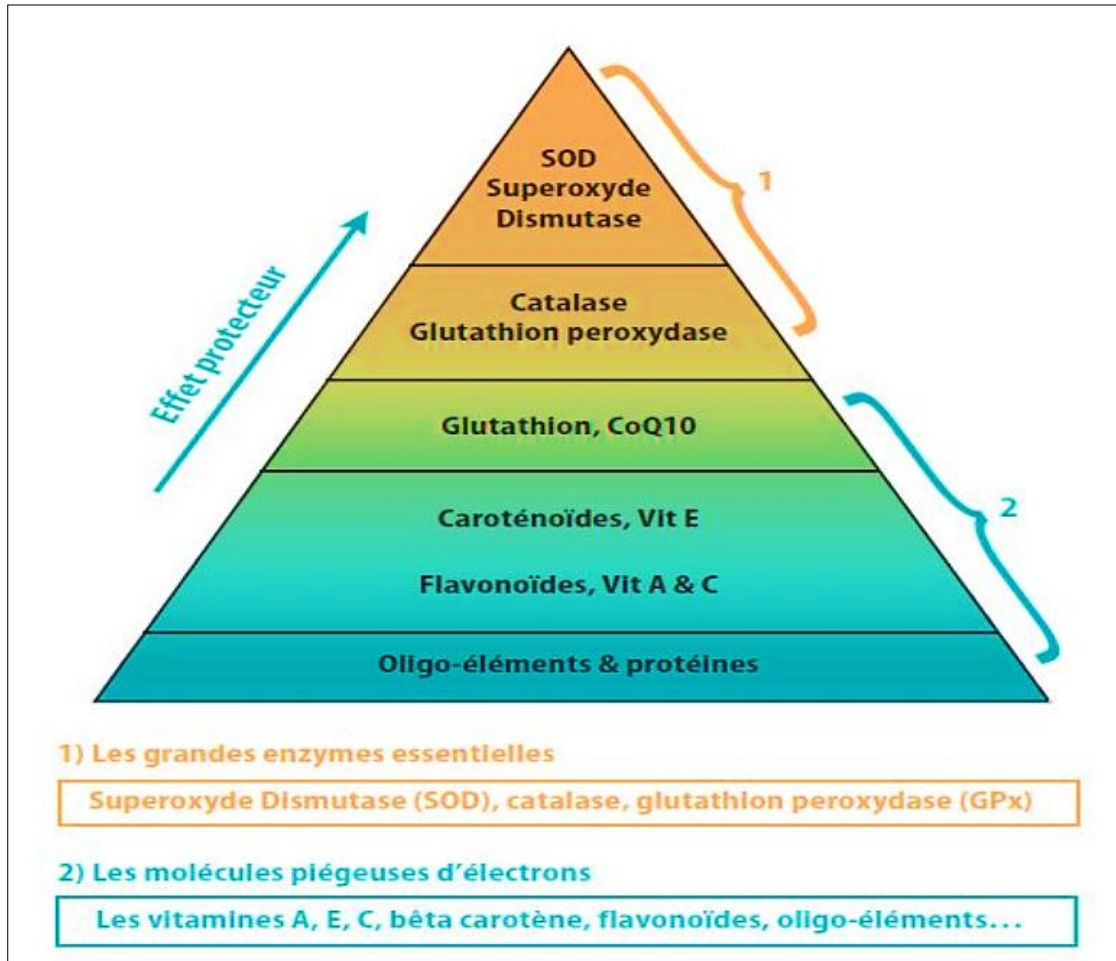 SOD
Superoxyde
Dismutase
1
Effet protecteur
Catalase
Glutathion peroxydase
Glutathion, CoQ10
2
Caroténoïdes, Vit E
Flavonoïdes, Vit A & C
Oligo-éléments & protéines
1) Les grandes enzymes essentielles
Superoxyde Dismutase (SOD), catalase, glutathion peroxydase (GPx)
2) Les molécules piégeuses d’électrons
Les vitamines A, E, C, bêta carotène, flavonoïdes, oligo-éléments...